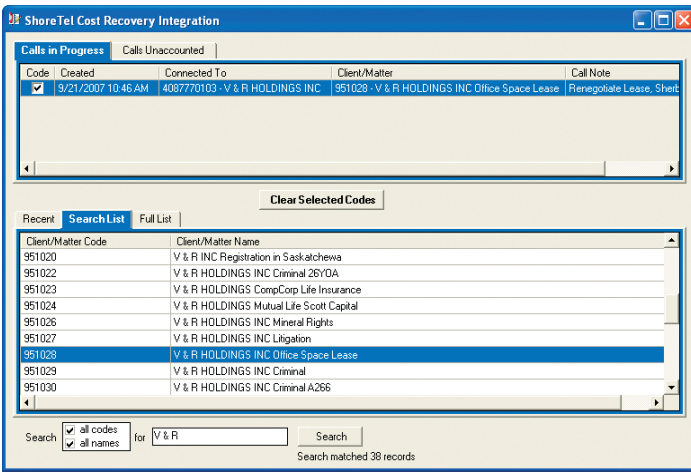 ShoreTel Cost Recovery Integration
Calls in Progress Calls Unaccounted
Code Created Connected To Client/Matter Call Note
9/21/2007 10:46 AM 4087770103 - V & R HOLDINGS INC 951028 - V & R HOLDINGS INC Office Space Lease Renegotiate Lease, Sherb
Clear Selected Codes
Recent Search List Full List
Client/Matter Code Client/Matter Name
951020 V & R INC Registration in Saskatchewa
951022 V & R HOLDINGS INC Criminal 26YOA
951023 V & R HOLDINGS CompCorp Life Insurance
951024 V & R HOLDINGS Mutual Life Scott Capital
951026 V & R HOLDINGS INC Mineral Rights
951027 V & R HOLDINGS INC Litigation
951028 V & R HOLDINGS INC Office Space Lease
951029 V & R HOLDINGS INC Criminal
951030 V & R HOLDINGS INC Criminal A266
Search all codes for V & R Search
all names
Search matched 38 records